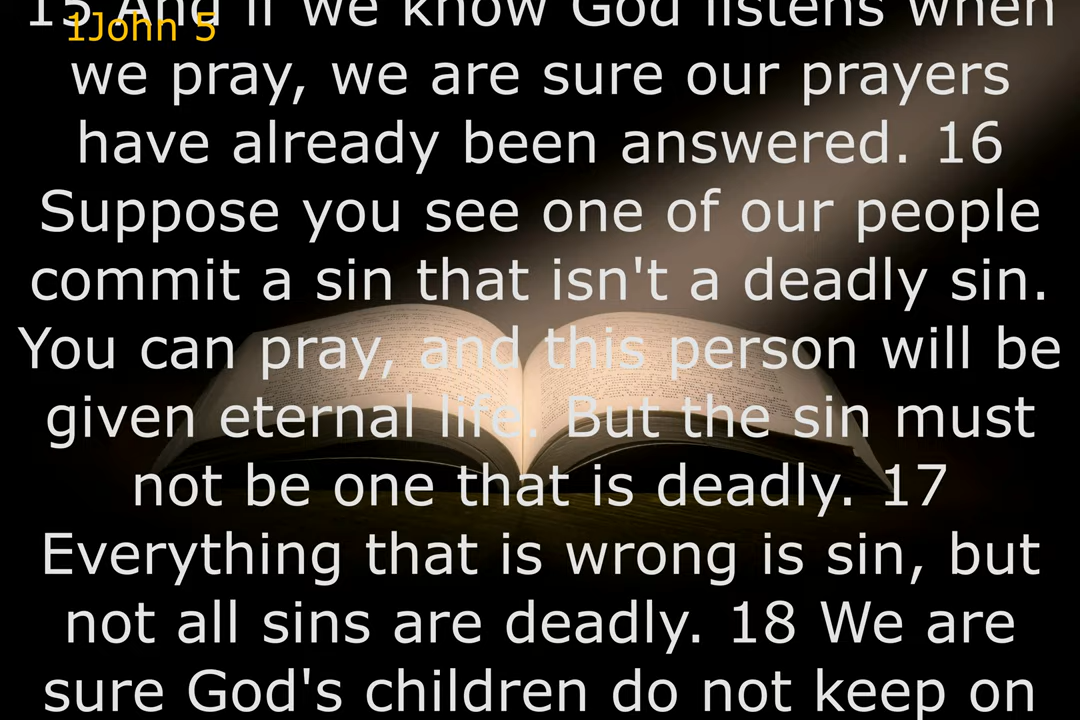 15 And if we know God listens when
1John 5
we pray, we are sure our prayers
have already been answered. 16
Suppose you see one of our people
commit a sin that isn't a deadly sin.
You can pray, and this person will be
given eternal life. But the sin must
not be one that is deadly. 17
Everything that is wrong is sin, but
not all sins are deadly. 18 We are
sure God's children do not keep on